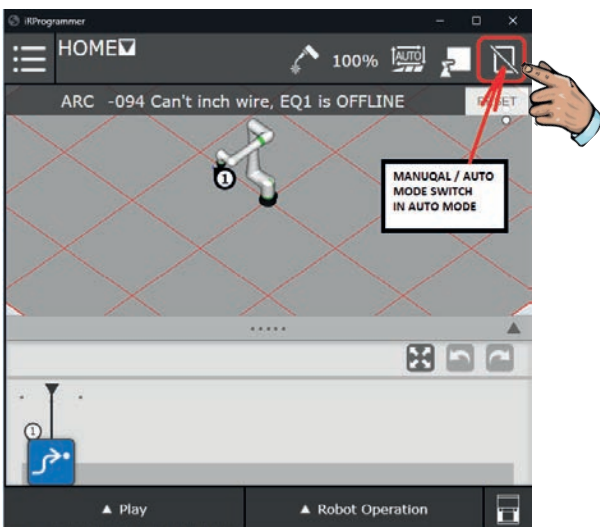 iRProgrammer
HOME
100%
AUTO
ARC -094 Can't inch wire, EQ1 is OFFLINE
RESET
1
MANUQAL / AUTO
MODE SWITCH
IN AUTO MODE
1
Play
Robot Operation